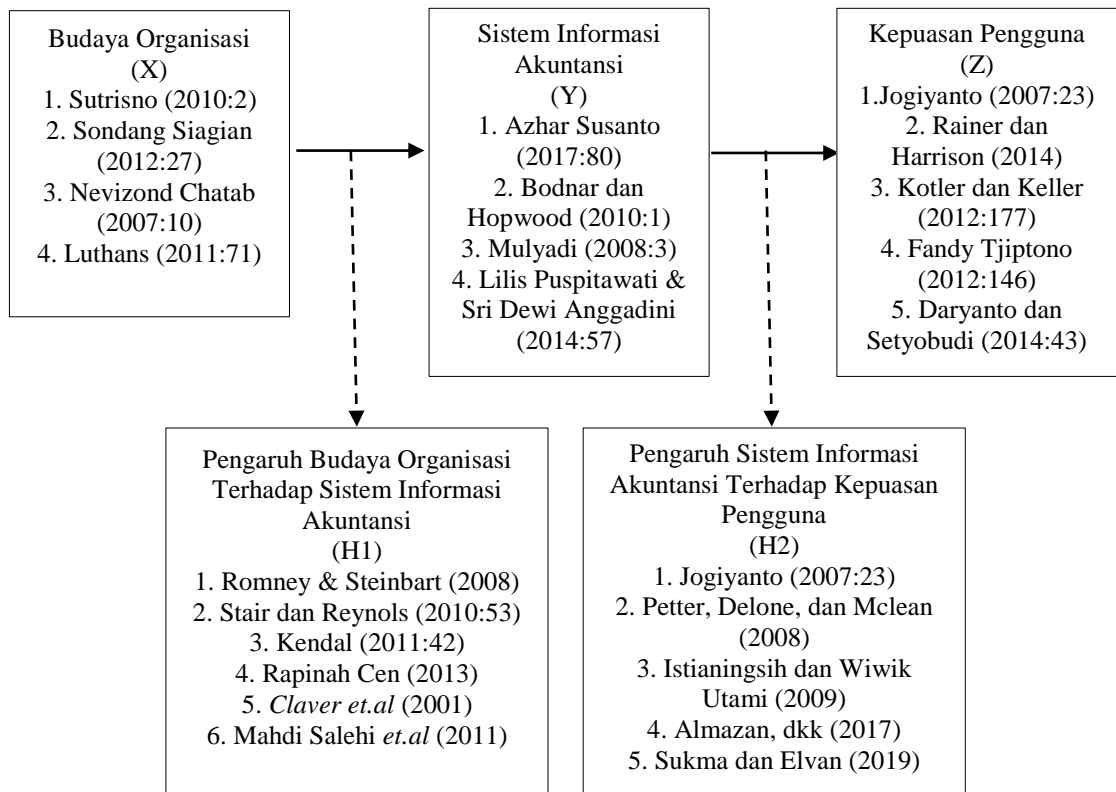 Budaya Organisasi
(X)
1. Sutrisno (2010:2)
2. Sondang Siagian
(2012:27)
3. Nevizond Chatab
(2007:10)
4. Luthans (2011:71)
Sistem Informasi
Akuntansi
(Y)
1. Azhar Susanto
(2017:80)
2. Bodnar dan
Hopwood (2010:1)
3. Mulyadi (2008:3)
4. Lilis Puspitawati &
Sri Dewi Anggadini
(2014:57)
Kepuasan Pengguna
(Z)
1.Jogiyanto (2007:23)
2. Rainer dan
Harrison (2014)
3. Kotler dan Keller
(2012:177)
4. Fandy Tjiptono
(2012:146)
5. Daryanto dan
Setyobudi (2014:43)
Pengaruh Budaya Organisasi
Terhadap Sistem Informasi
Akuntansi
(H1)
1. Romney & Steinbart (2008)
2. Stair dan Reynols (2010:53)
3. Kendal (2011:42)
4. Rapinah Cen (2013)
5. Claver et.al (2001)
6. Mahdi Salehi et.al (2011)
Pengaruh Sistem Informasi
Akuntansi Terhadap Kepuasan
Pengguna
(H2)
1. Jogiyanto (2007:23)
2. Petter, Delone, dan Mclean
(2008)
3. Istianingsih dan Wiwik
Utami (2009)
4. Almazan, dkk (2017)
5. Sukma dan Elvan (2019)